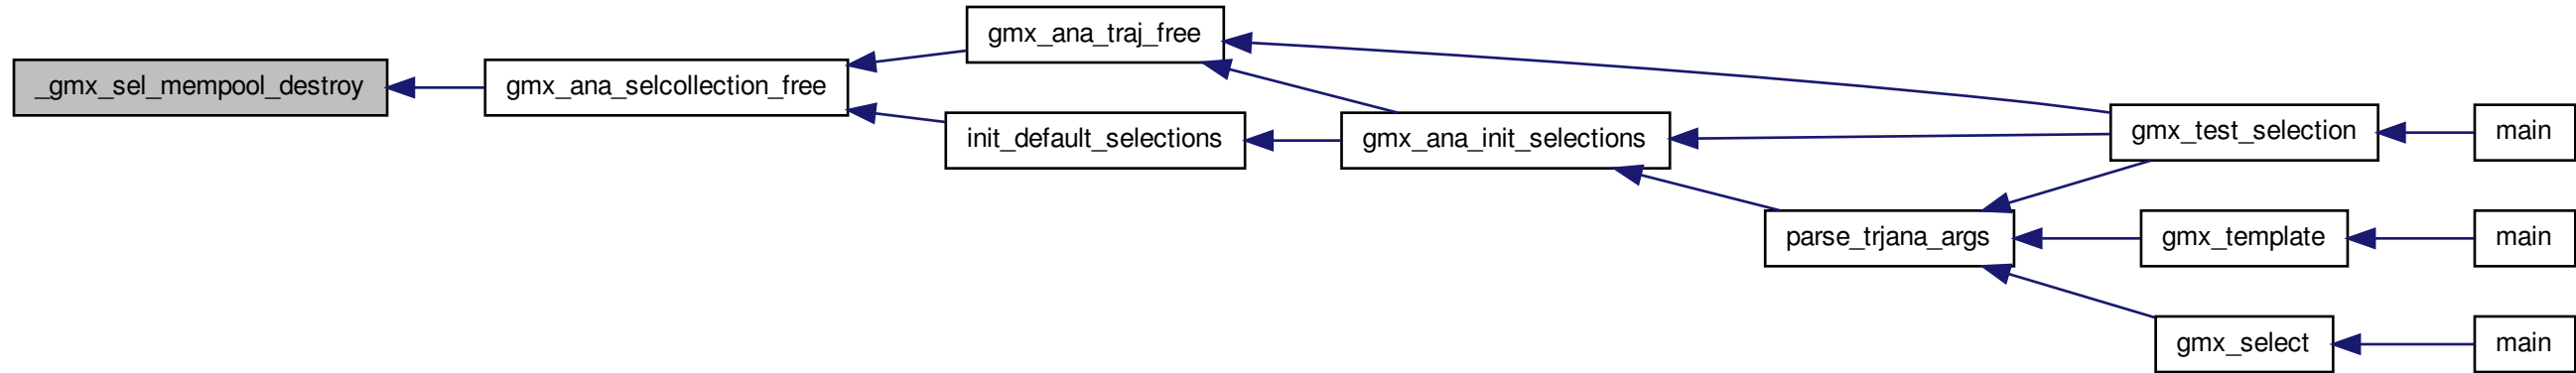 _gmx_sel_mempool_destroy
gmx_ana_selcollection_free
gmx_ana_traj_free
init_default_selections
gmx_ana_init_selections
parse_trjana_args
gmx_test_selection
main
gmx_template
main
gmx_select
main